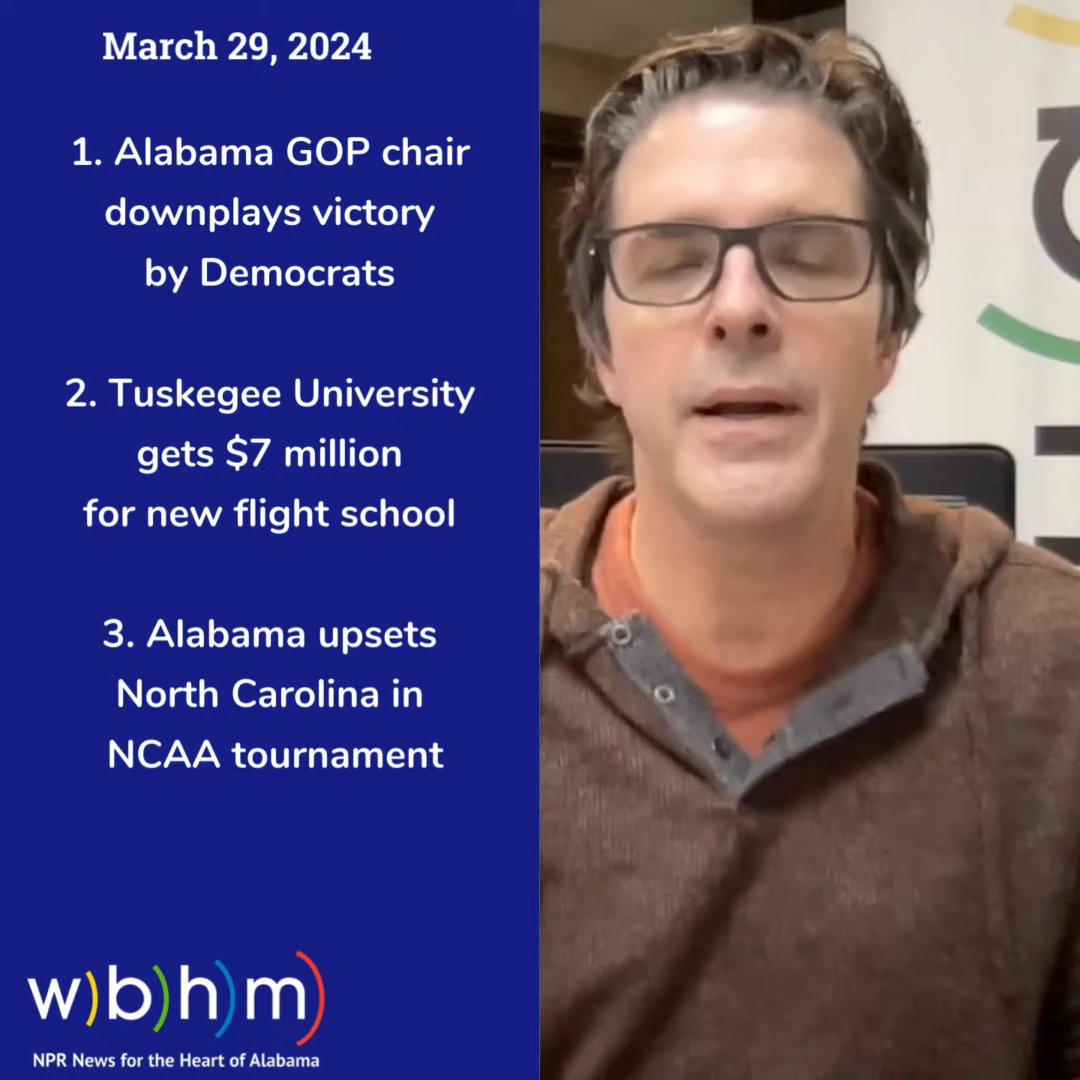 March 29, 2024
1. Alabama GOP chair
downplays victory
by Democrats
2. Tuskegee University
gets $7 million
for new flight school
3. Alabama upsets
North Carolina in
NCAA tournament
w)b)h)m)
NPR News for the Heart of Alabama